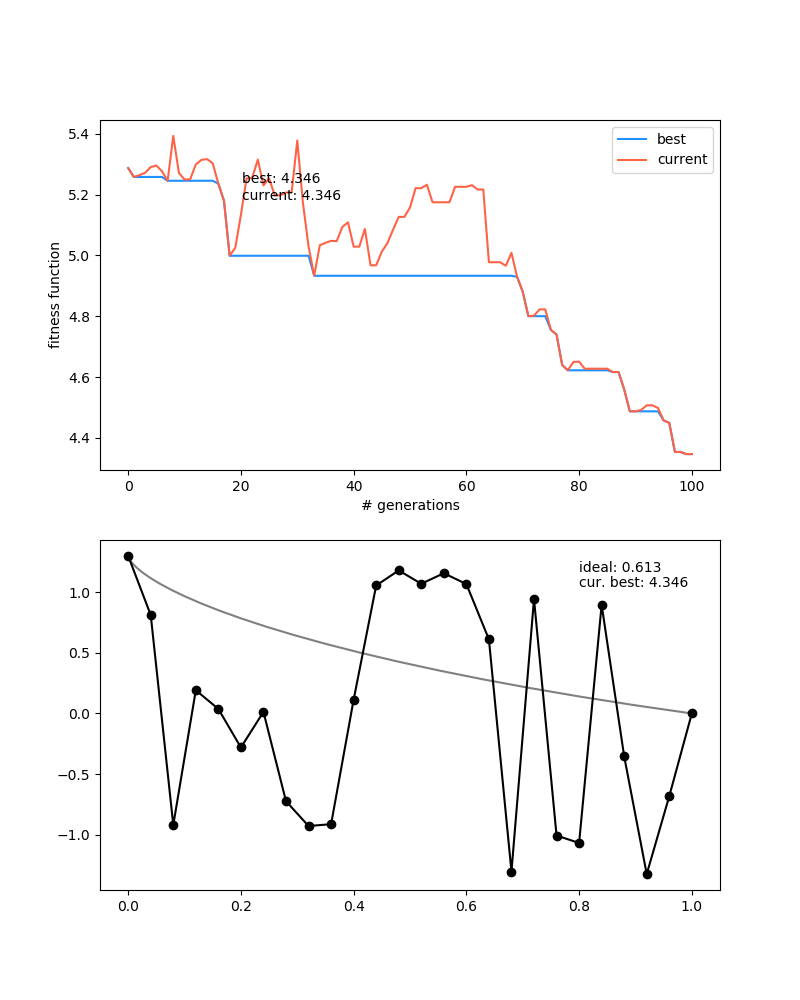 5.4
5.2
5.0
4.8
4.6
4.4
fitness function
best
current
best: 4.346
current: 4.346
0
20
40
60
80
100
# generations
1.0
0.5
0.0
−0.5
−1.0
ideal: 0.613
cur. best: 4.346
0.0
0.2
0.4
0.6
0.8
1.0